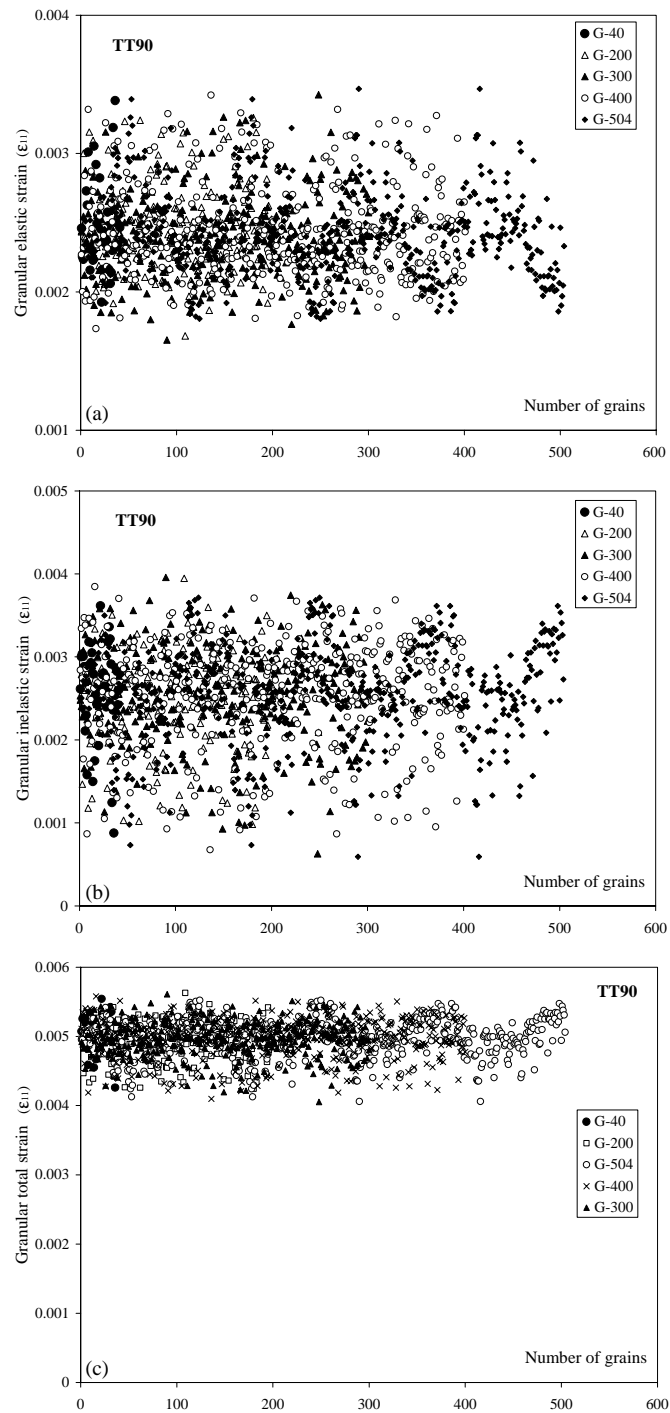 0.004
TT90
G-40
G-200
G-300
G-400
G-504
0.003
0.002
0.001
Granular elastic strain (ε11)
(a)
Number of grains
0 100 200 300 400 500 600
0.005
TT90
G-40
G-200
G-300
G-400
G-504
0.004
0.003
0.002
0.001
0
Granular inelastic strain (ε11)
(b)
Number of grains
0 100 200 300 400 500 600
0.006
TT90
0.005
0.004
G-40
G-200
G-504
G-400
G-300
0.003
0.002
0.001
0
Granular total strain (ε11)
(c)
Number of grains
0 100 200 300 400 500 600